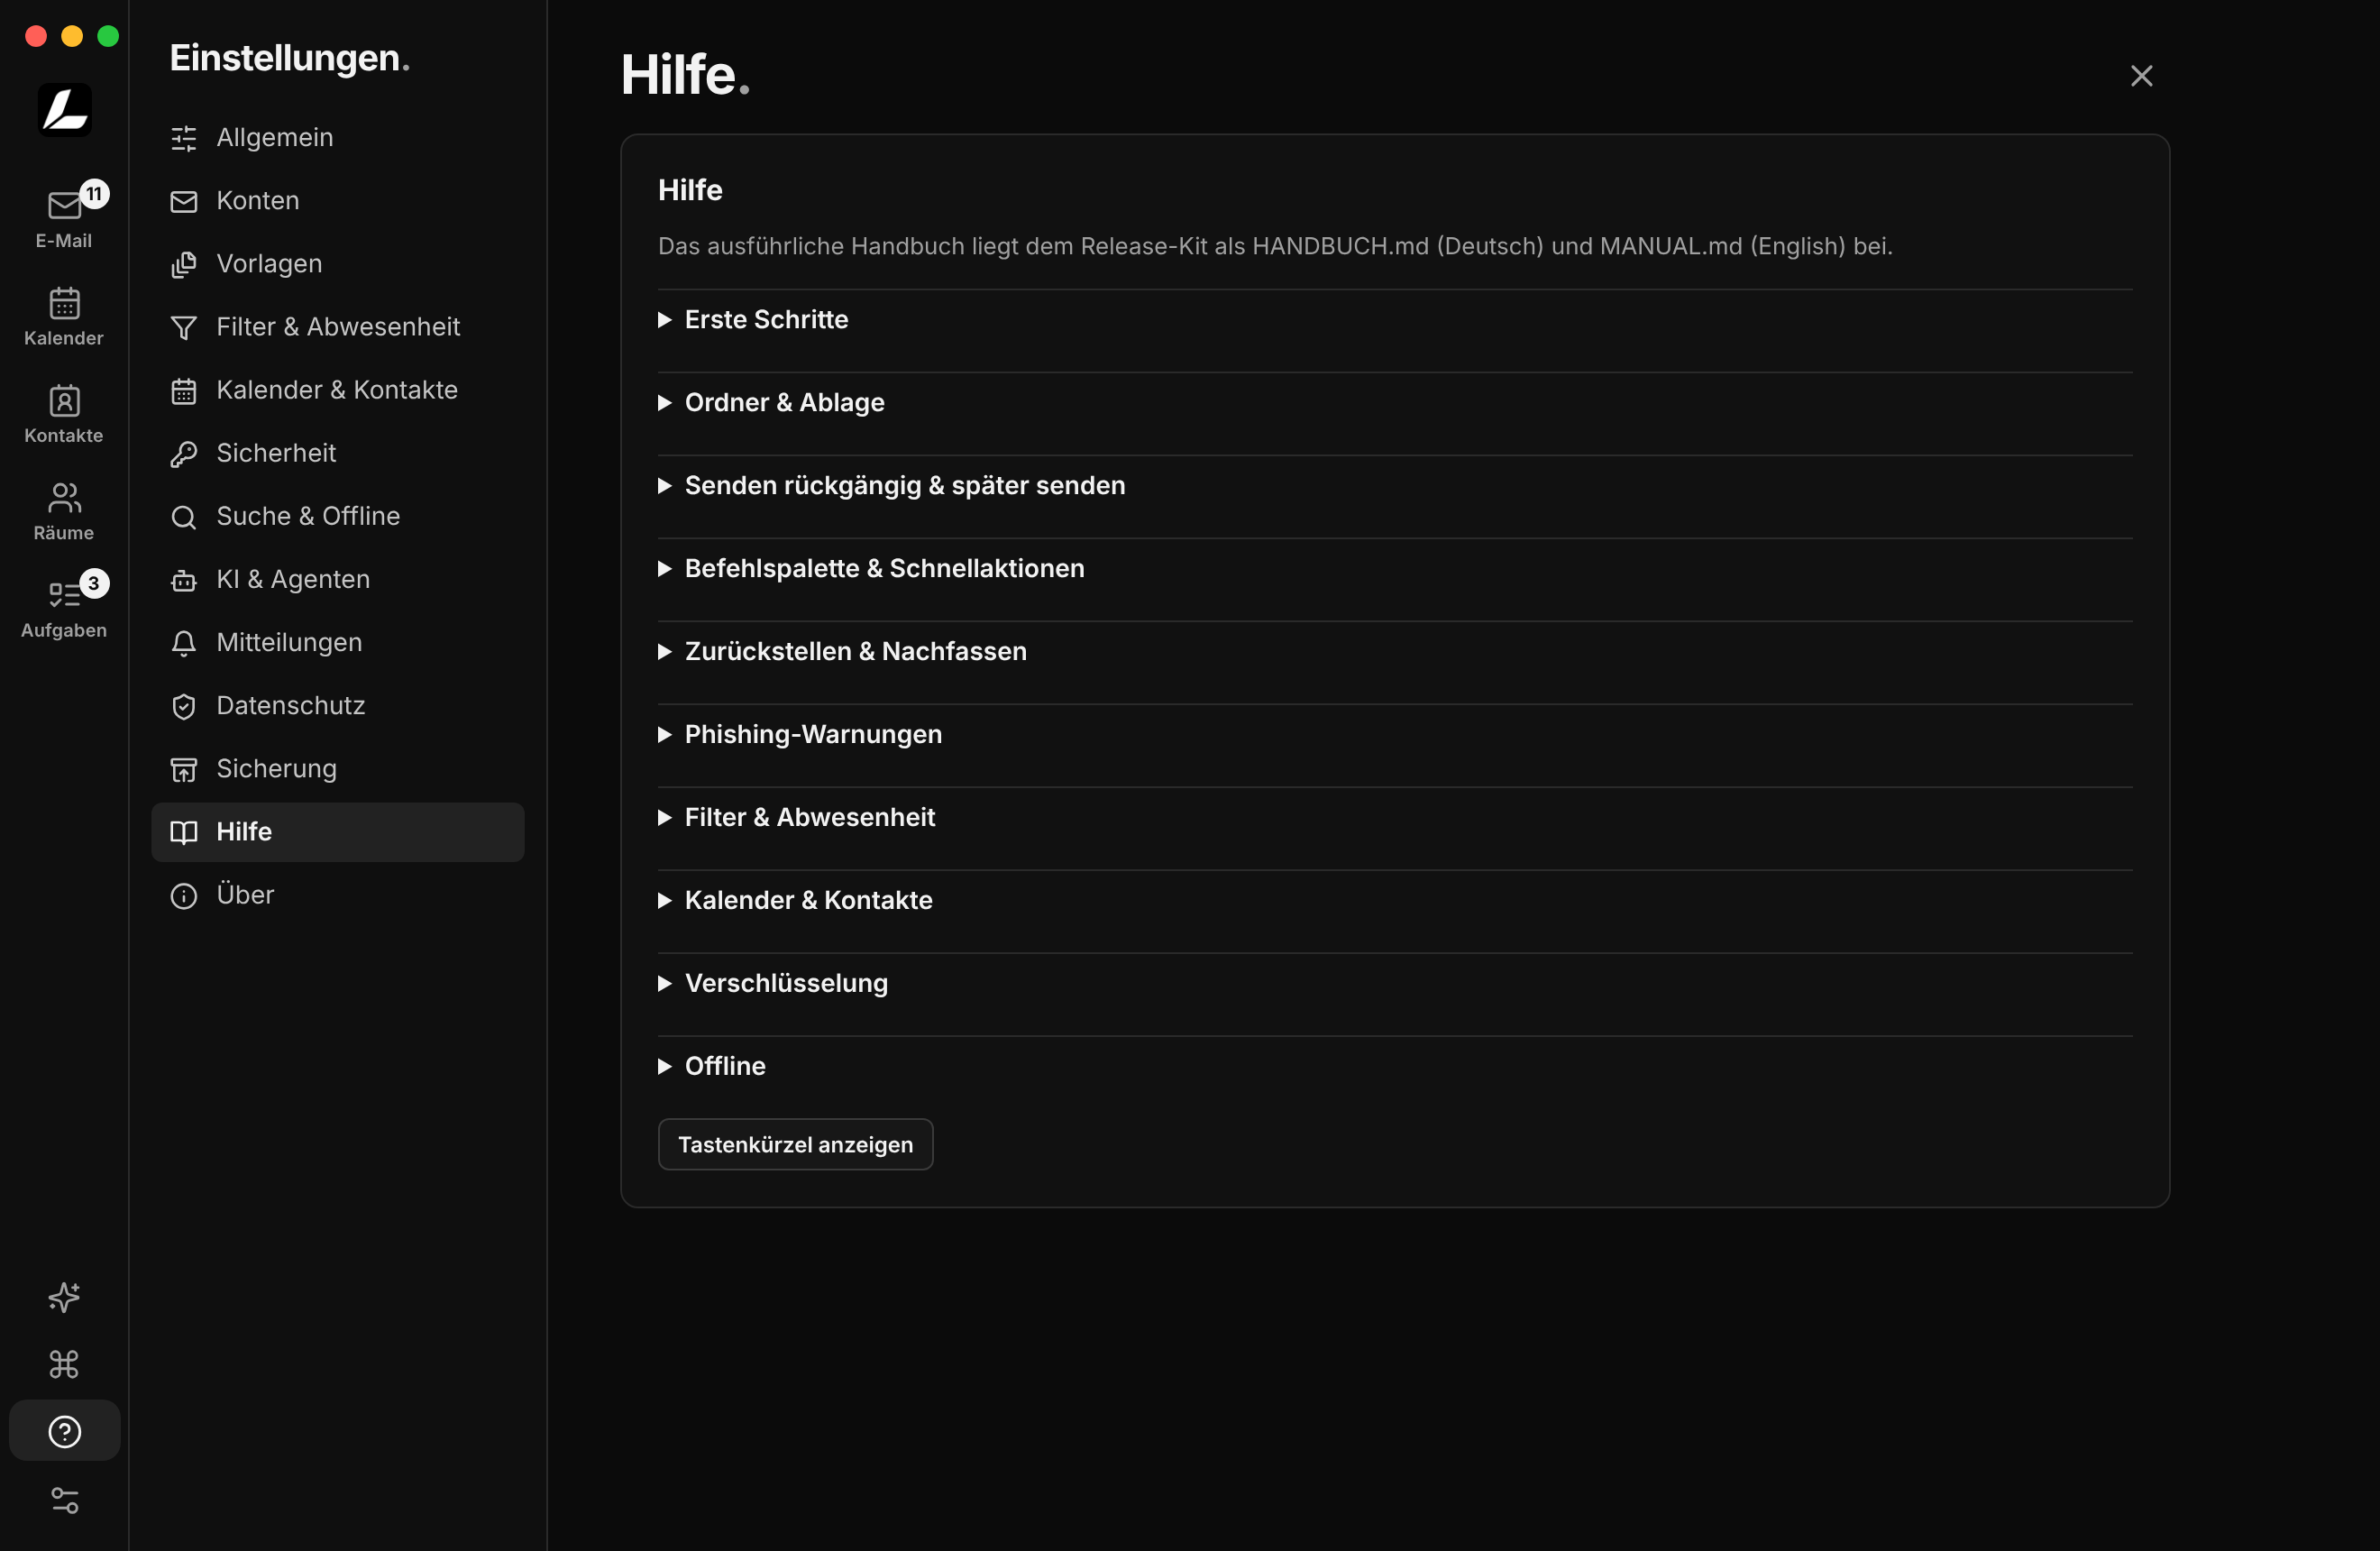 Einstellungen.
Allgemein
Konten
Vorlagen
Filter & Abwesenheit
Kalender & Kontakte
Sicherheit
Suche & Offline
KI & Agenten
Mitteilungen
Datenschutz
Sicherung
Hilfe
Über
11
E-Mail
Kalender
Kontakte
Räume
3
Aufgaben
Hilfe.
Hilfe
Das ausführliche Handbuch liegt dem Release-Kit als HANDBUCH.md (Deutsch) und MANUAL.md (English) bei.
Erste Schritte
Ordner & Ablage
Senden rückgängig & später senden
Befehlspalette & Schnellaktionen
Zurückstellen & Nachfassen
Phishing-Warnungen
Filter & Abwesenheit
Kalender & Kontakte
Verschlüsselung
Offline
Tastenkürzel anzeigen